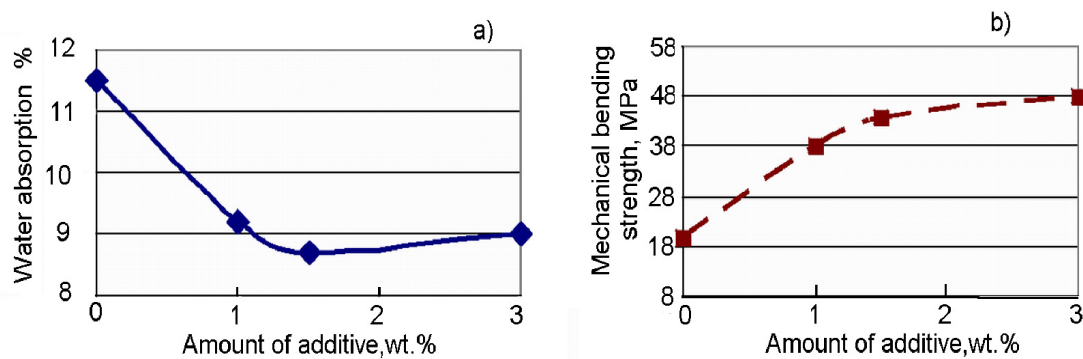 a)
Water absorption %
12
11
10
9
8
0 1 2 3
Amount of additive,wt.%
b)
Mechanical bending
strength, MPa
58
48
38
28
18
8
0 1 2 3
Amount of additive,wt.%